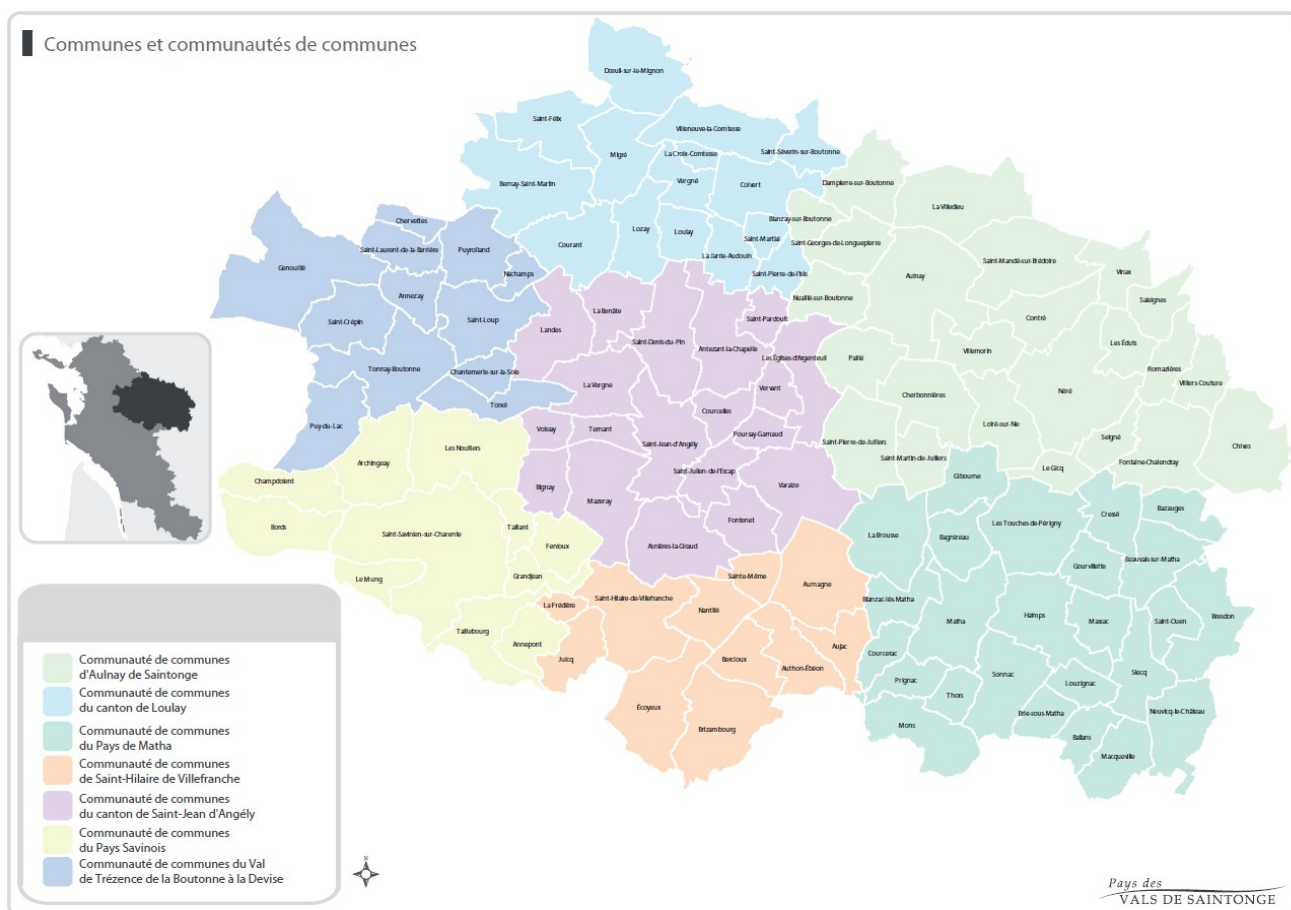 Communes et communautés de communes
Dœuil-sur-le-Mignon
Saint-Félix
Villeneuve-la-Comtesse
Migré
La Croix-Comtesse
Saint-Séverin-sur-Boutonne
Bernay-Saint-Martin
Vergné
Coivert
Dampierre-sur-Boutonne
La Villedieu
Chervettes
Blanzay-sur-Boutonne
Courant
Lozay
Loulay
Saint-Martial
Saint-Georges-de-Longuepierre
Saint-Laurent-de-la-Barrière
Puyrolland
La Jarrie-Audouin
Saint-Mandé-sur-Brédoire
Genouillé
Nachamps
Saint-Pierre-de-l'Isle
Aulnay
Vinax
Annezay
Nuaillé-sur-Boutonne
Saleignes
La Benâte
Saint-Crépin
Saint-Loup
Landes
Saint-Pardoult
Contré
Saint-Denis-du-Pin
Antezant-la-Chapelle
Les Éduts
Villemorin
Les Églises-d'Argenteuil
Paillé
Tonnay-Boutonne
Chantemerle-sur-la-Soie
Romazières
La Vergne
Vervant
Villiers-Couture
Cherbonnières
Néré
Torxé
Courcelles
Puy-du-Lac
Voissay
Ternant
Poursay-Garnaud
Loiré-sur-Nie
Les Nouillers
Saint-Jean-d'Angély
Saint-Pierre-de-Juillers
Seigné
Chives
Archingeay
Saint-Martin-de-Juillers
Fontaine-Chalendray
Saint-Julien-de-l'Escap
Le Gicq
Champdolent
Bignay
Varaize
Gibourne
Mazeray
Bords
Fontenet
Les Touches-de-Périgny
Cressé
Bazauges
Saint-Savinien-sur-Charente
Taillant
La Brousse
Bagnizeau
Fenioux
Asnières-la-Giraud
Beauvais-sur-Matha
Gourvillette
Le Mung
Grandjean
Sainte-Même
Aumagne
Saint-Hilaire-de-Villefranche
Blanzac-lès-Matha
La Frédière
Nantillé
Haimps
Massac
Saint-Ouen
Bresdon
Matha
Taillebourg
Annepont
Aujac
Juicq
Bercloux
Authon-Ébéon
Courcerac
Sonnac
Siecq
Prignac
Louzignac
Thors
Écoyeux
Brie-sous-Matha
Neuvicq-le-Château
Mons
Brizambourg
Ballans
Macqueville
Communauté de communes
d'Aulnay de Saintonge
Communauté de communes
du canton de Loulay
Communauté de communes
du Pays de Matha
Communauté de communes
de Saint-Hilaire de Villefranche
Communauté de communes
du canton de Saint-Jean d'Angély
Communauté de communes
du Pays Savinois
Communauté de communes du Val
de Trézence de la Boutonne à la Devise
N
Pays des
VALS DE SAINTONGE